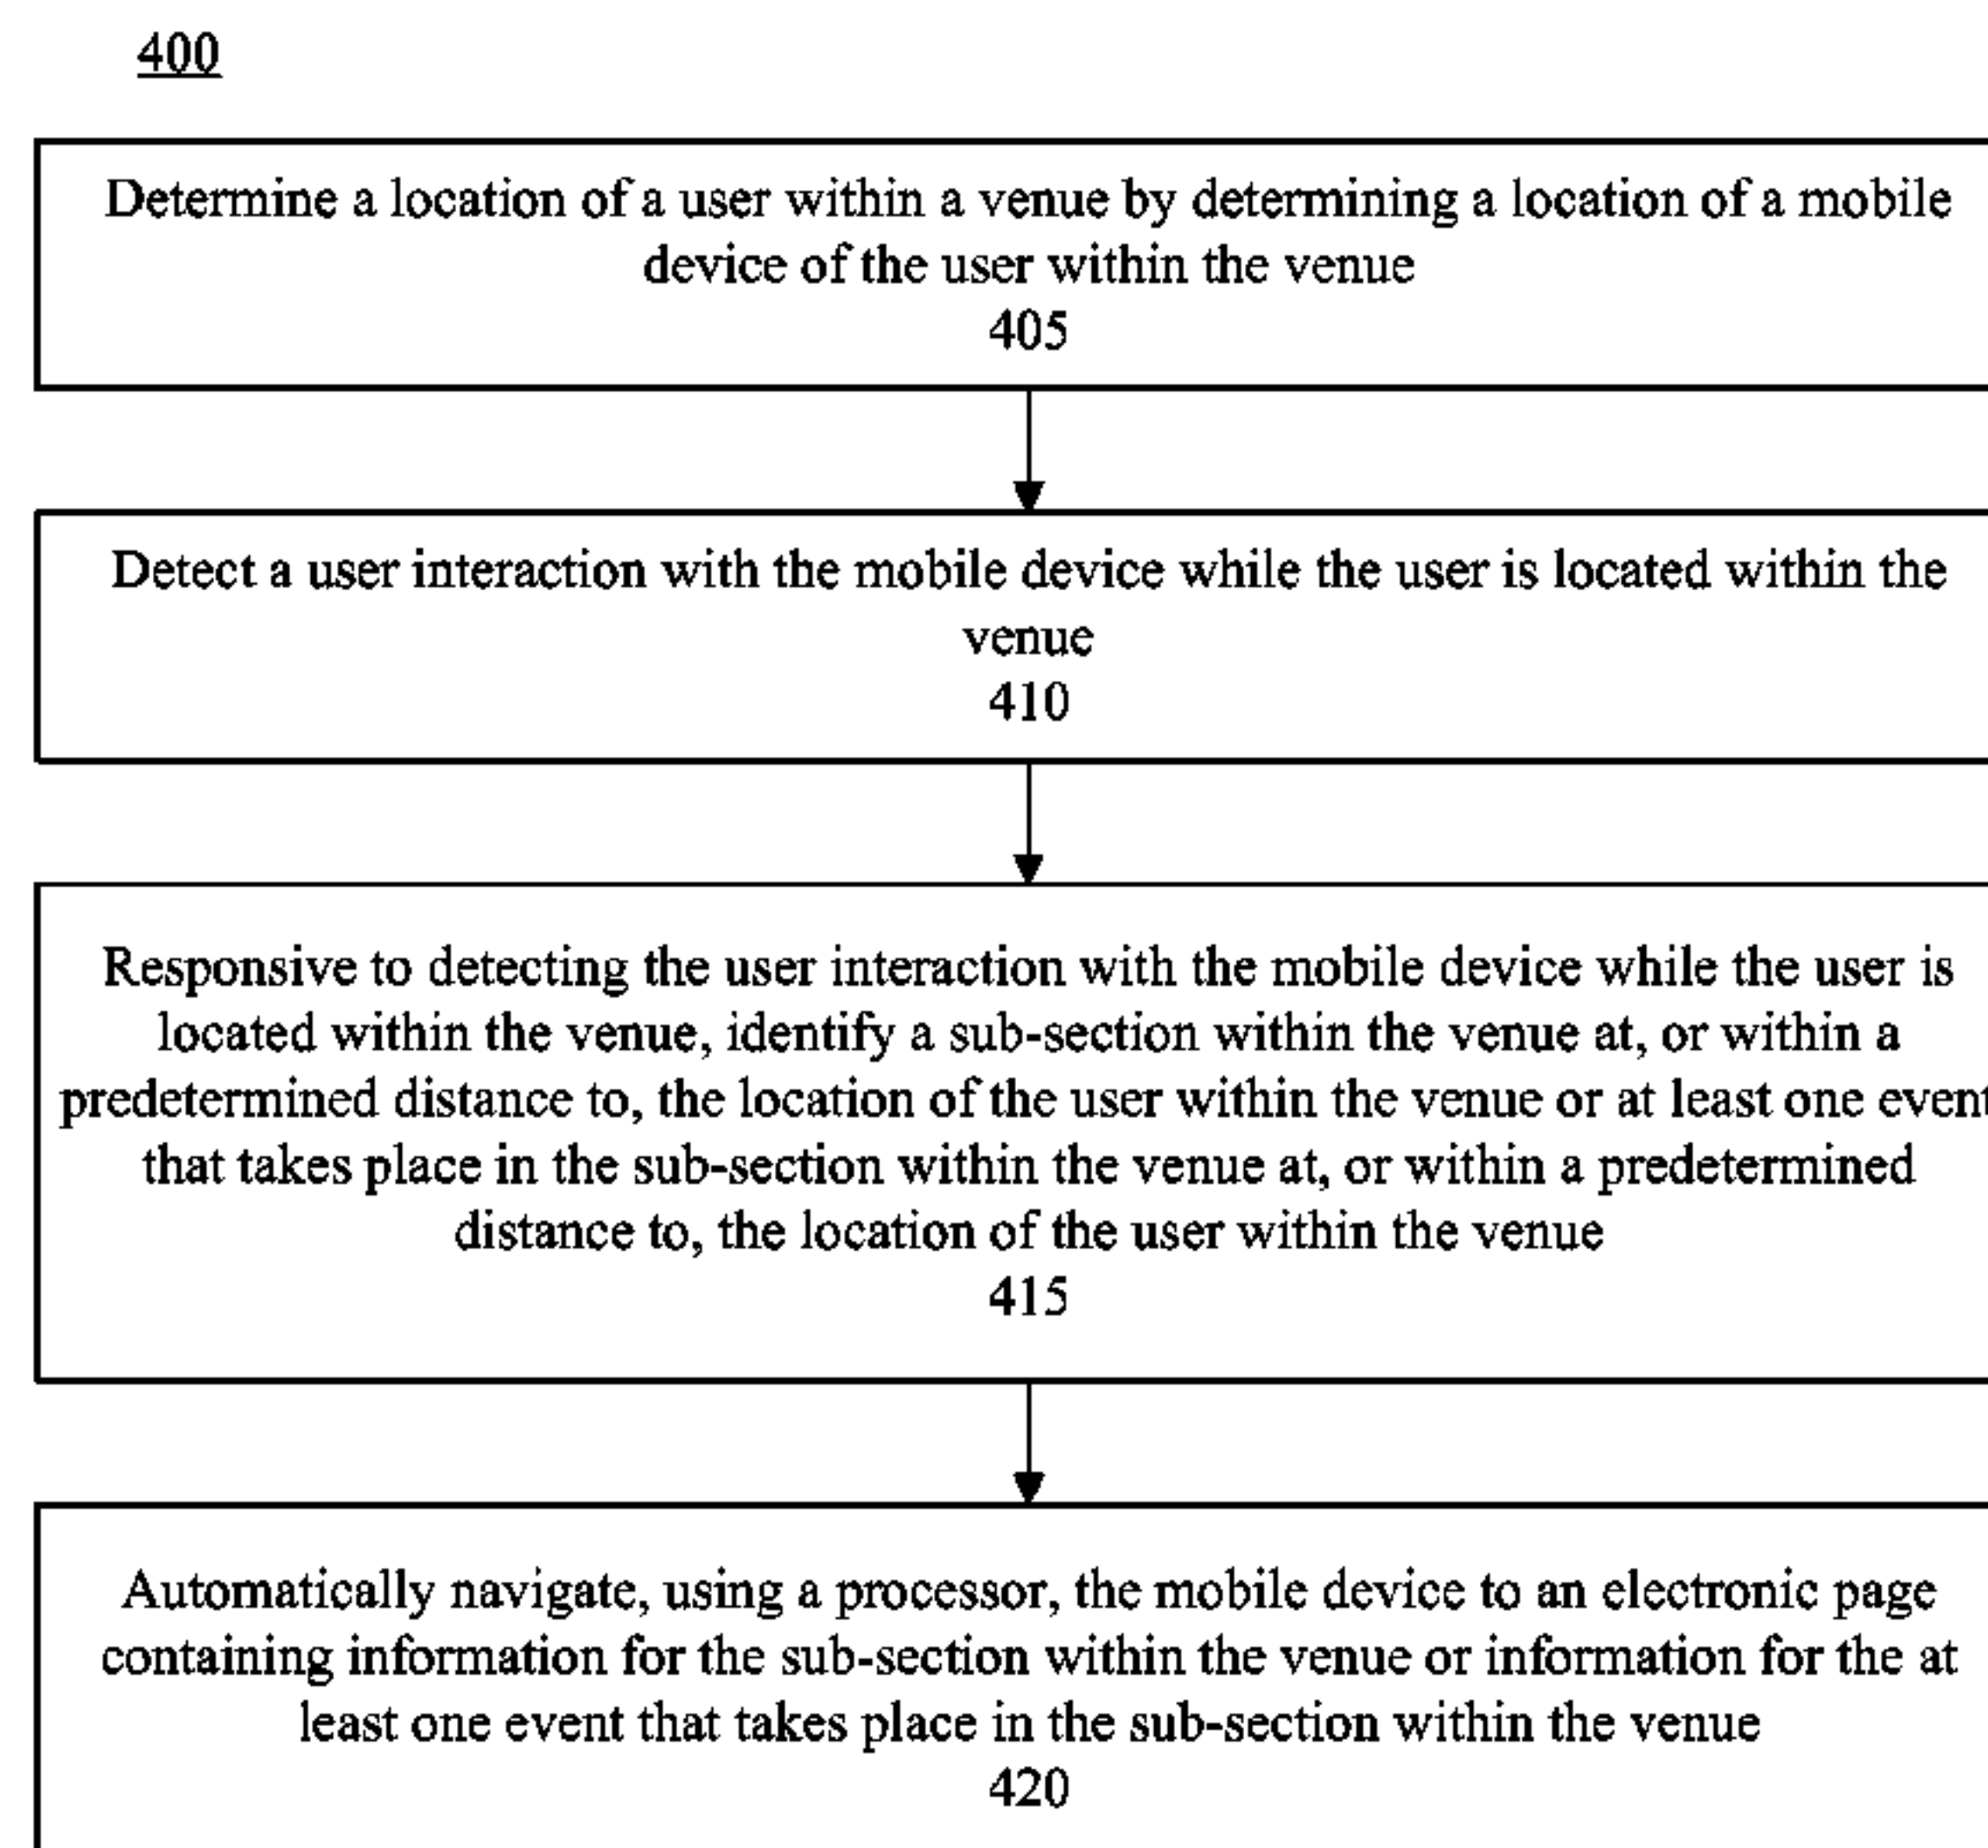 400
Determine a location of a user within a venue by determining a location of a mobile
device of the user within the venue
405
Detect a user interaction with the mobile device while the user is located within the
venue
410
Responsive to detecting the user interaction with the mobile device while the user is
located within the venue, identify a sub-section within the venue at, or within a
predetermined distance to, the location of the user within the venue or at least one event
that takes place in the sub-section within the venue at, or within a predetermined
distance to, the location of the user within the venue
415
Automatically navigate, using a processor, the mobile device to an electronic page
containing information for the sub-section within the venue or information for the at
least one event that takes place in the sub-section within the venue
420